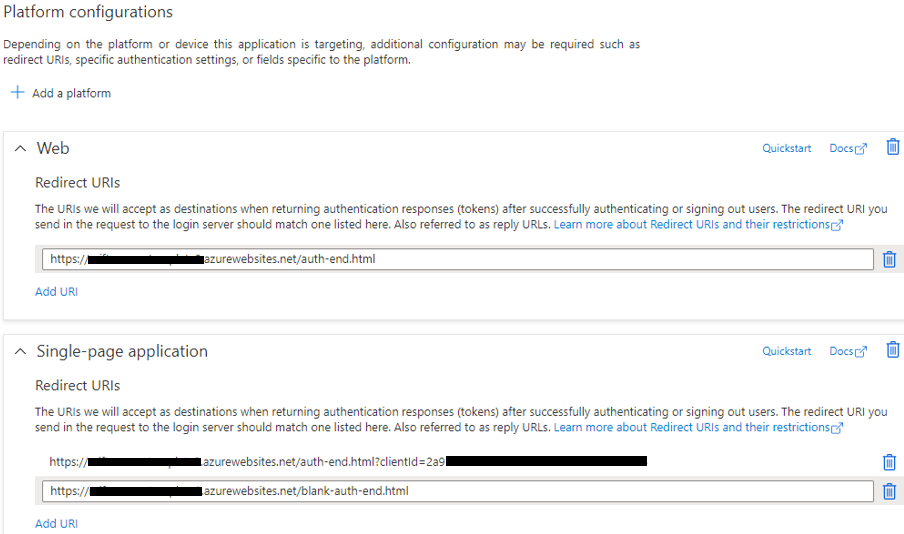 Platform configurations
Depending on the platform or device this application is targeting, additional configuration may be required such as
redirect URIs, specific authentication settings, or fields specific to the platform.
Add a platform
Web
Quickstart
Docs
Redirect URIs
The URIs we will accept as destinations when returning authentication responses (tokens) after successfully authenticating or signing out users. The redirect URI you
send in the request to the login server should match one listed here. Also referred to as reply URLs. Learn more about Redirect URIs and their restrictions
https:// .azurewebsites.net/auth-end.html
Add URI
Single-page application
Quickstart
Docs
Redirect URIs
The URIs we will accept as destinations when returning authentication responses (tokens) after successfully authenticating or signing out users. The redirect URI you
send in the request to the login server should match one listed here. Also referred to as reply URLs. Learn more about Redirect URIs and their restrictions
https:// .azurewebsites.net/auth-end.html?clientId=2a9
https:// .azurewebsites.net/blank-auth-end.html
Add URI